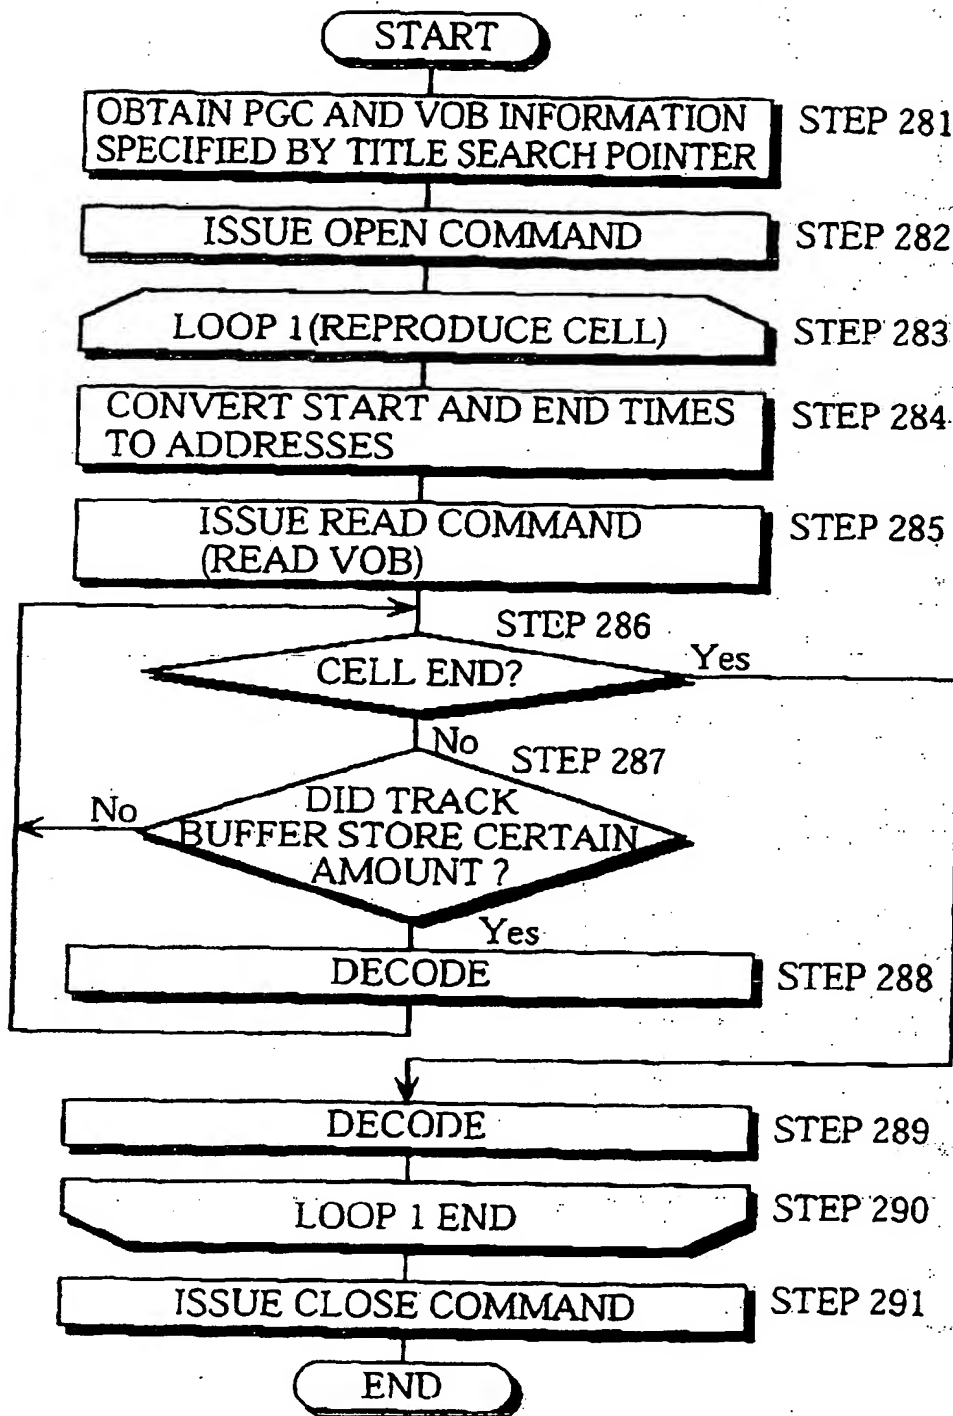 START
OBTAIN PGC AND VOB INFORMATION
SPECIFIED BY TITLE SEARCH POINTER
STEP 281
ISSUE OPEN COMMAND
STEP 282
LOOP 1(REPRODUCE CELL)
STEP 283
CONVERT START AND END TIMES
TO ADDRESSES
STEP 284
ISSUE READ COMMAND
(READ VOB)
STEP 285
STEP 286
CELL END?
Yes
No
STEP 287
No
DID TRACK
BUFFER STORE CERTAIN
AMOUNT ?
Yes
DECODE
STEP 288
DECODE
STEP 289
LOOP 1 END
STEP 290
ISSUE CLOSE COMMAND
STEP 291
END